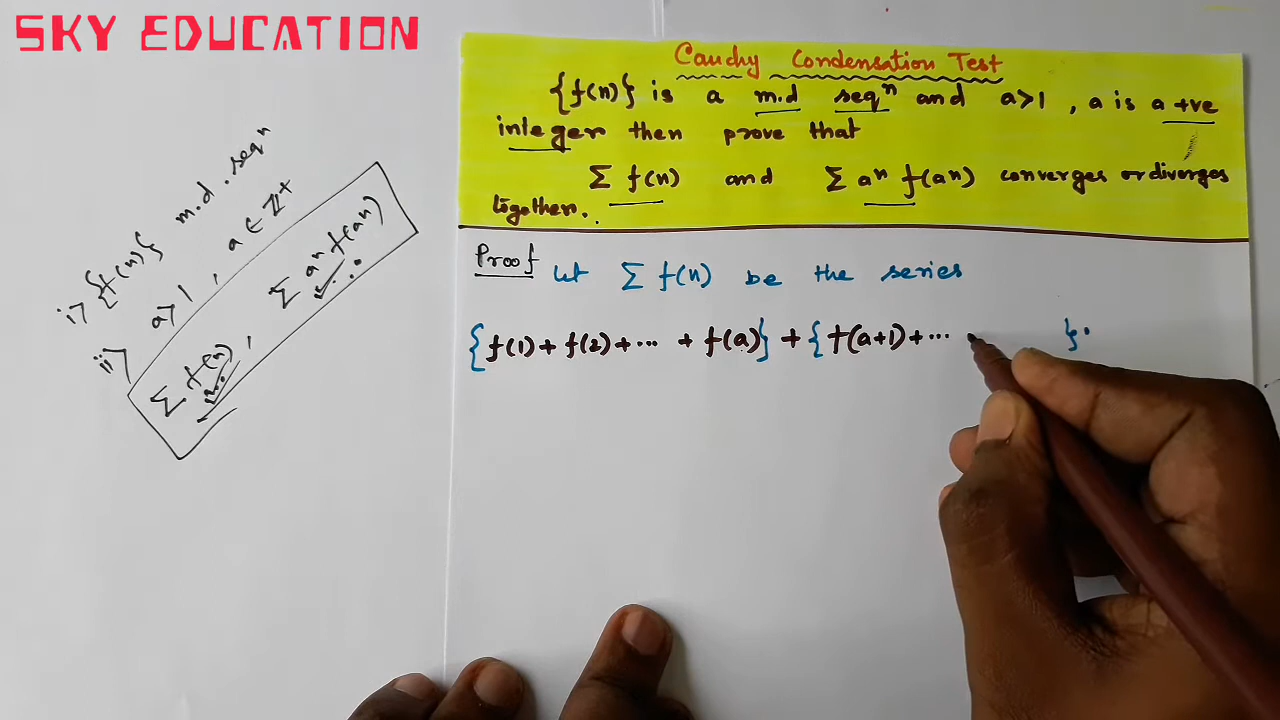 SKY EDUCATION
Cauchy Condensation Test
{f(n)} is a m.d seqⁿ and a>1, a is a +ve
integer then prove that
Σ f(n) and Σ aⁿ f(aⁿ) converges or diverges
together.
Proof Let Σ f(n) be the series
{f(1)+f(2)+... + f(a)} + {f(a+1)+... }.
i> {f(n)} m.d. seqⁿ
ii> a>1, a ∈ ℤ+
Σ f(n), Σ aⁿ f(aⁿ)